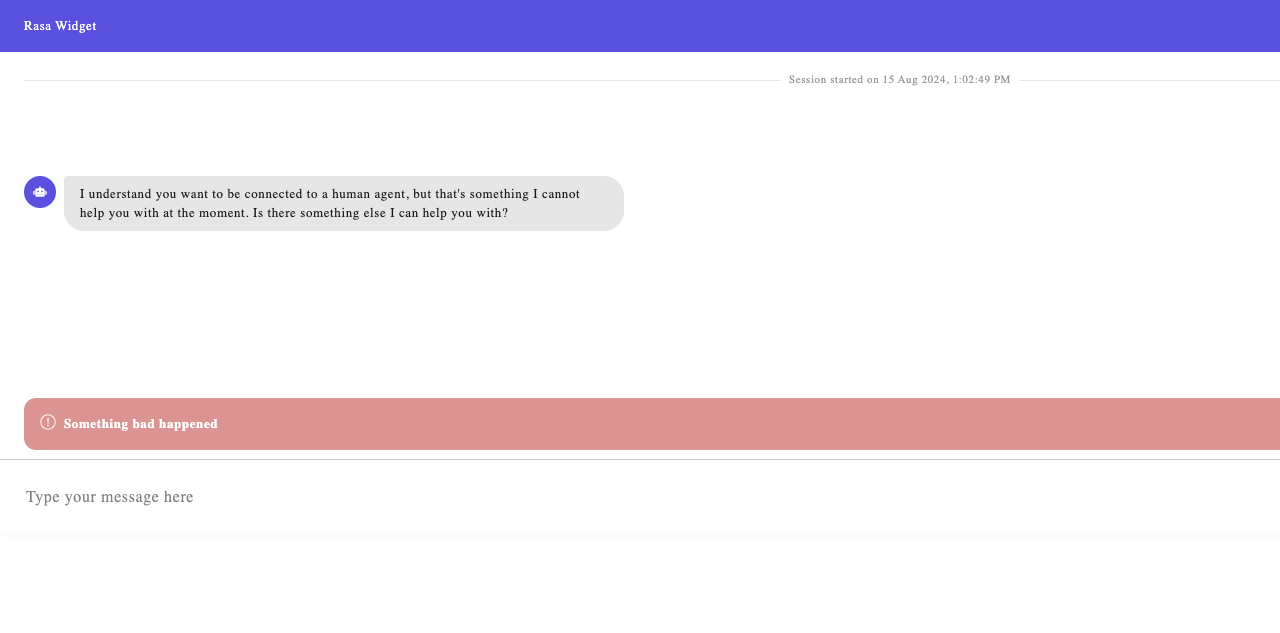 Rasa Widget
Session started on 15 Aug 2024, 1:02:49 PM
I understand you want to be connected to a human agent, but that's something I cannot
help you with at the moment. Is there something else I can help you with?
Something bad happened
Type your message here